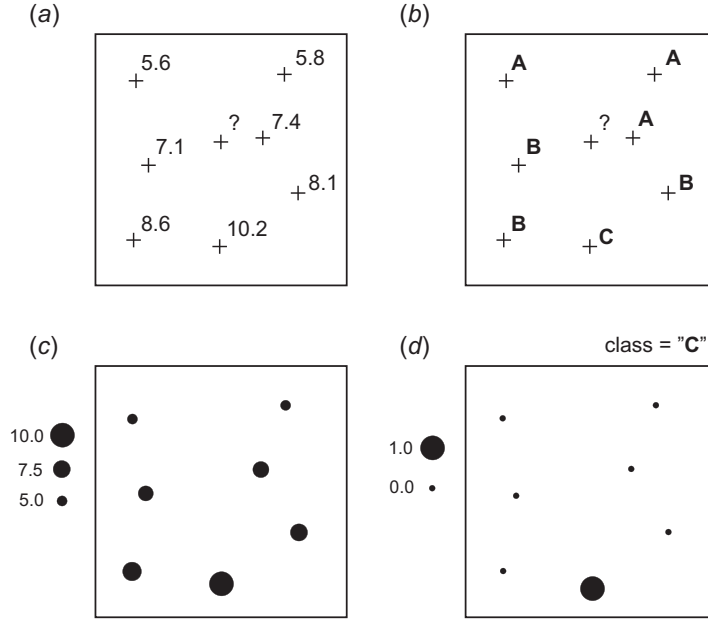 (a)
(b)
5.6 5.8
A A
7.1 ? 7.4
B ? A
8.1
B
8.6 10.2
B C
(c)
(d) class = "C"
10.0
7.5
5.0
1.0
0.0